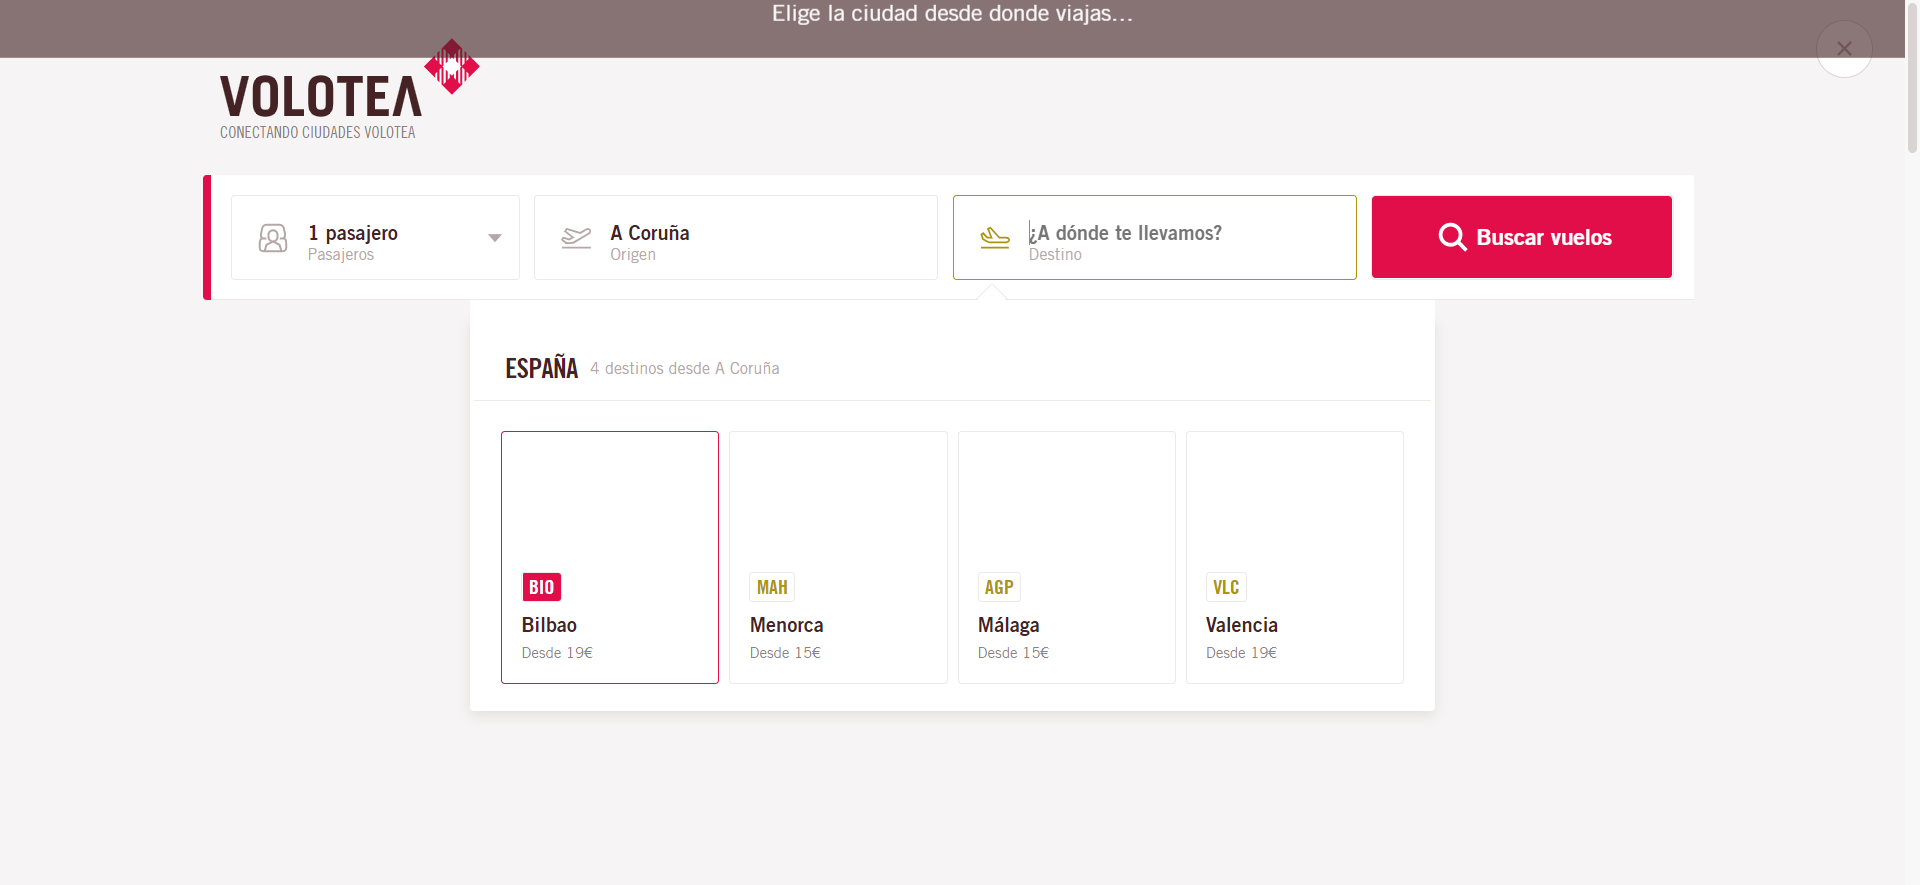 Elige la ciudad desde donde viajas...
VOLOTEA
CONECTANDO CIUDADES VOLOTEA
1 pasajero
Pasajeros
A Coruña
Origen
¿A dónde te llevamos?
Destino
Buscar vuelos
ESPAÑA 4 destinos desde A Coruña
BIO
Bilbao
Desde 19€
MAH
Menorca
Desde 15€
AGP
Málaga
Desde 15€
VLC
Valencia
Desde 19€